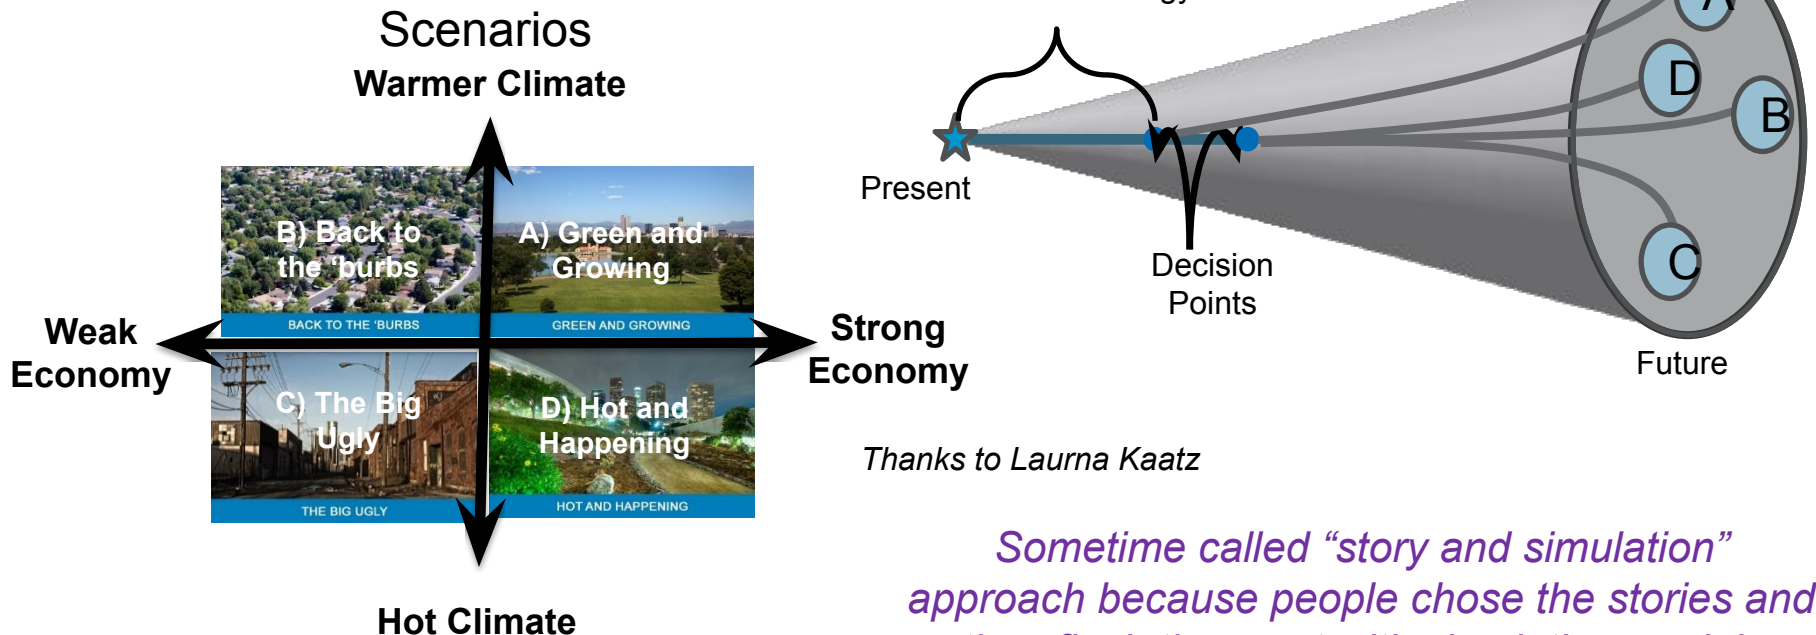 Scenarios
Warmer Climate
B) Back to
the ‘burbs
A) Green and
Growing
BACK TO THE ‘BURBS
GREEN AND GROWING
Weak
Economy
Strong
Economy
C) The Big
Ugly
D) Hot and
Happening
THE BIG UGLY
HOT AND HAPPENING
Hot Climate
A
D
B
C
Present
Decision
Points
Future
Thanks to Laurna Kaatz
Sometime called “story and simulation”
approach because people chose the stories and